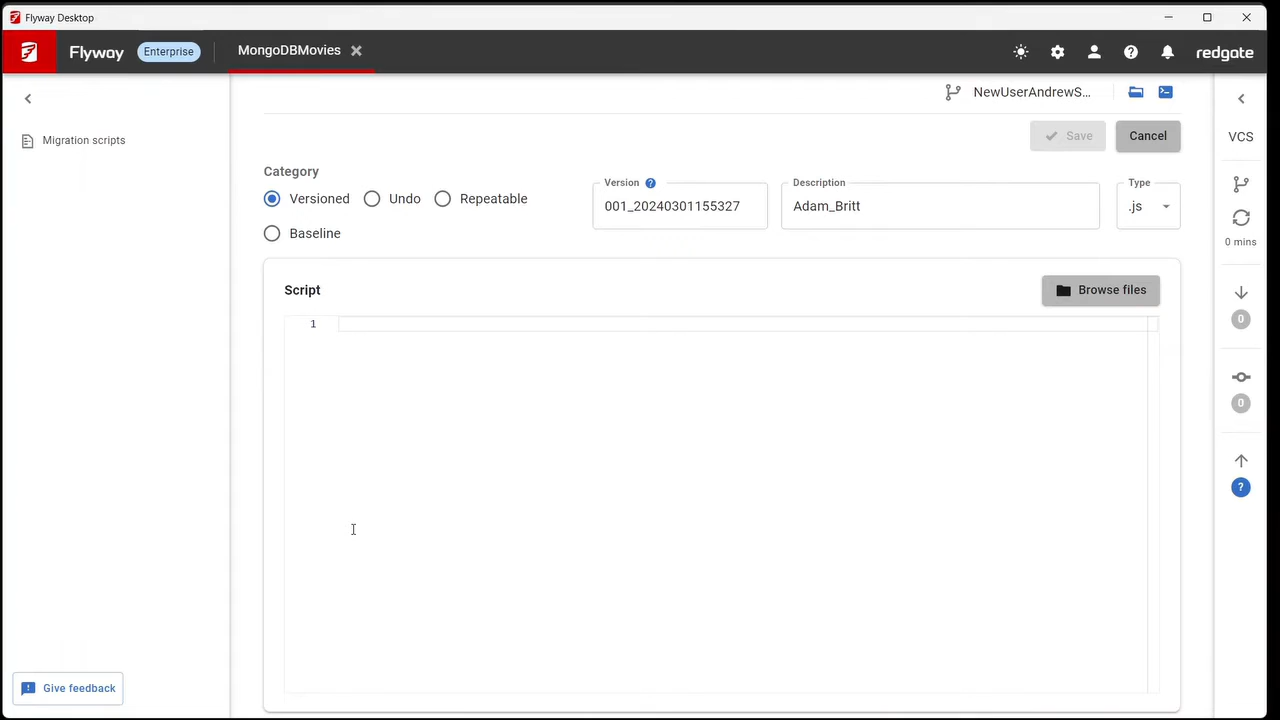 Flyway Desktop
Flyway Enterprise MongoDBMovies redgate
NewUserAndrewS...
Migration scripts
VCS
Save Cancel
Category
Versioned Undo Repeatable
Baseline
Version
001_20240301155327
Description
Adam_Britt
Type
.js
0 mins
Script
Browse files
1
0
0
Give feedback